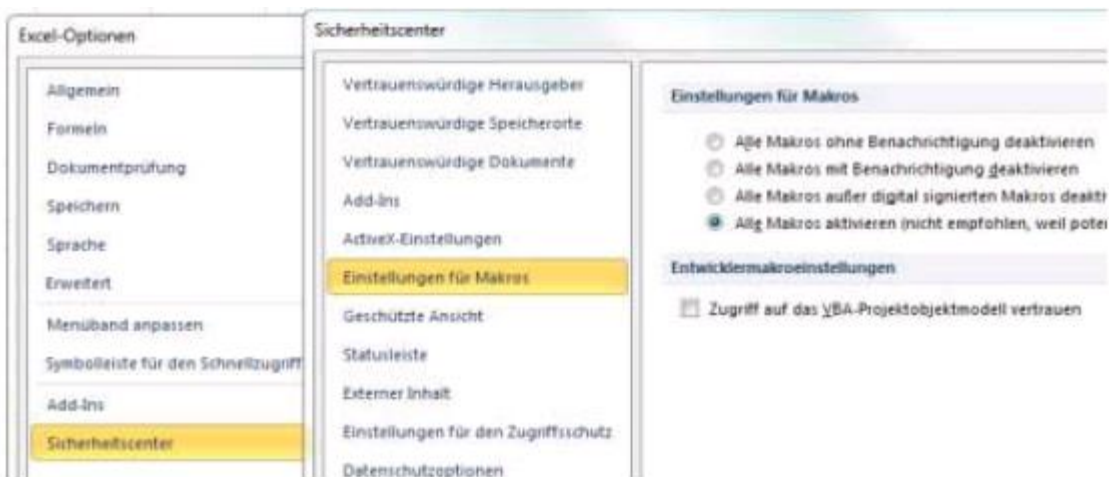 Excel-Optionen
Allgemein
Formeln
Dokumentprüfung
Speichern
Sprache
Erweitert
Menüband anpassen
Symbolleiste für den Schnellzugriff
Add-Ins
Sicherheitscenter
Sicherheitscenter
Vertrauenswürdige Herausgeber
Vertrauenswürdige Speicherorte
Vertrauenswürdige Dokumente
Add-Ins
ActiveX-Einstellungen
Einstellungen für Makros
Geschützte Ansicht
Statusleiste
Externer Inhalt
Einstellungen für den Zugriffsschutz
Datenschutzoptionen
Einstellungen für Makros
Alle Makros ohne Benachrichtigung deaktivieren
Alle Makros mit Benachrichtigung deaktivieren
Alle Makros außer digital signierten Makros deakti
Alle Makros aktivieren (nicht empfohlen, weil poten
Entwicklermakroeinstellungen
Zugriff auf das VBA-Projektobjektmodell vertrauen